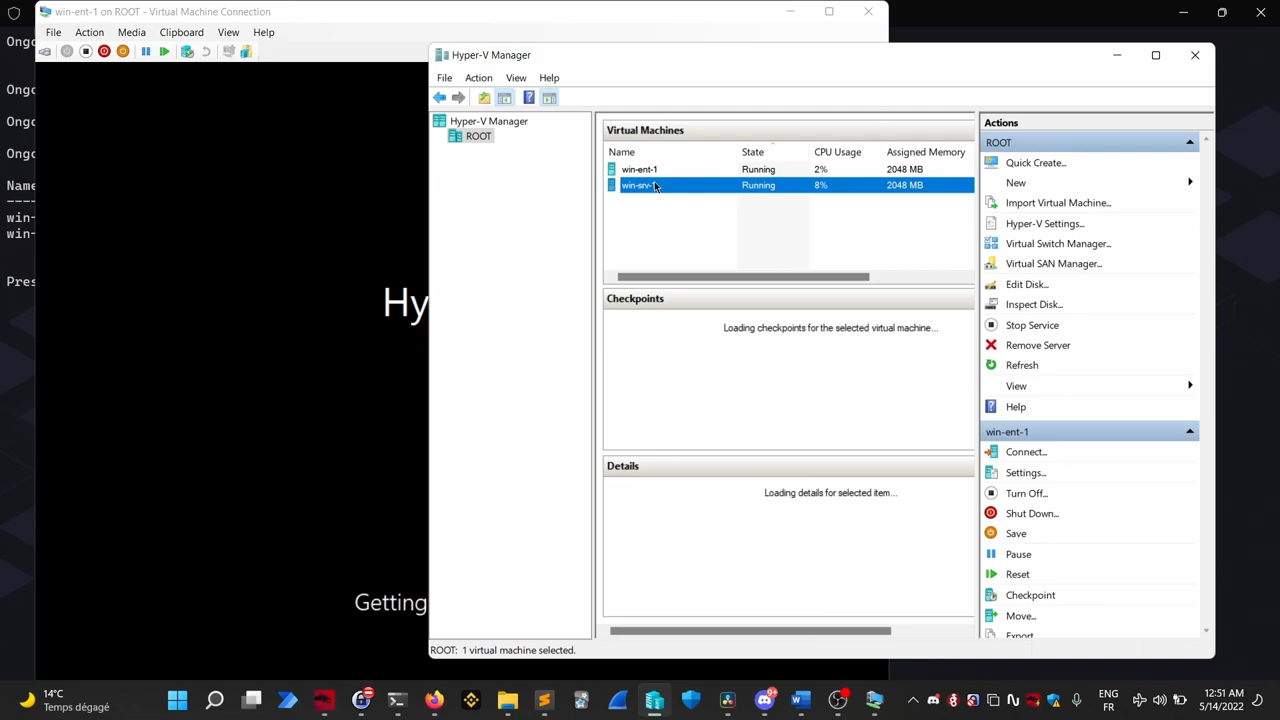 win-ent-1 on ROOT - Virtual Machine Connection
File Action Media Clipboard View Help
Ongo
Ongo
Ongo
Ongo
Name
----
win-
win-
Pres
Hy
Getting
Hyper-V Manager
File Action View Help
Hyper-V Manager
ROOT
Virtual Machines
Name State CPU Usage Assigned Memory
win-ent-1 Running 2% 2048 MB
win-srv-1 Running 8% 2048 MB
Checkpoints
Loading checkpoints for the selected virtual machine...
Details
Loading details for selected item...
ROOT: 1 virtual machine selected.
Actions
ROOT
Quick Create...
New
Import Virtual Machine...
Hyper-V Settings...
Virtual Switch Manager...
Virtual SAN Manager...
Edit Disk...
Inspect Disk...
Stop Service
Remove Server
Refresh
View
Help
win-ent-1
Connect...
Settings...
Turn Off...
Shut Down...
Save
Pause
Reset
Checkpoint
Move...
Export...
14°C
Temps dégagé
ENG
FR
12:51 AM
5/14/2022